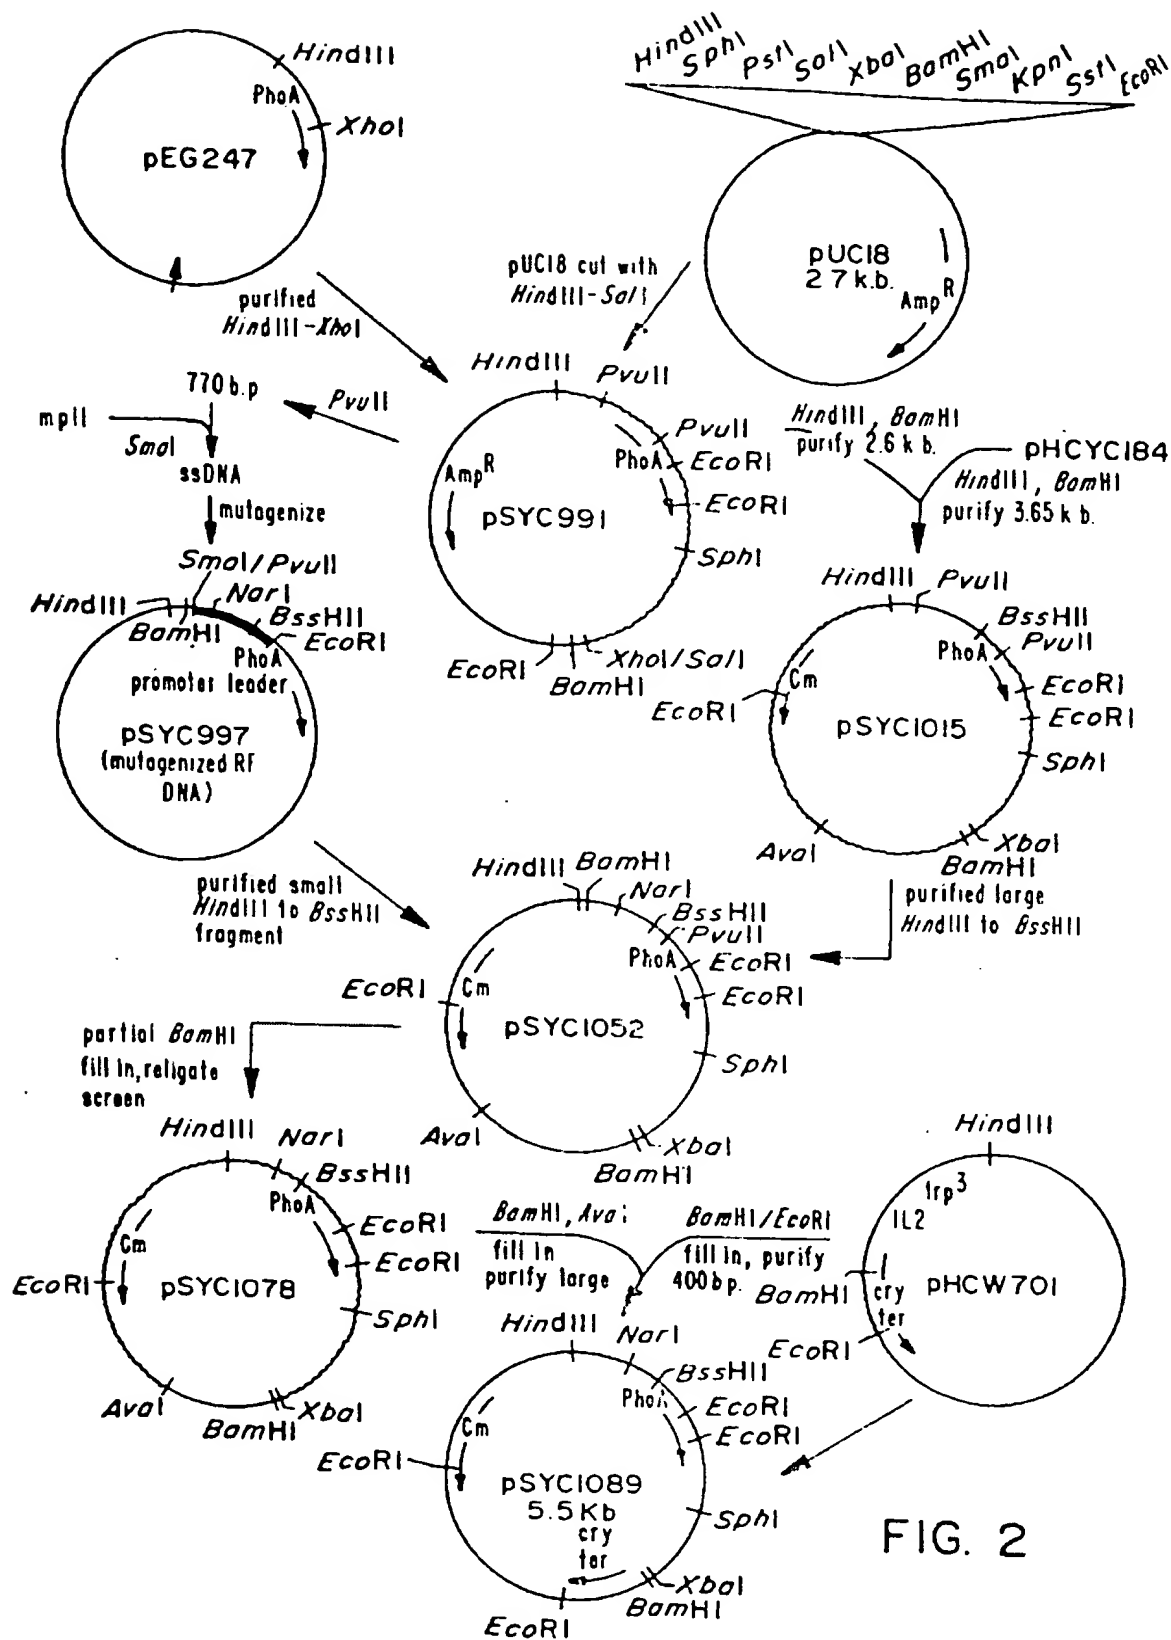 HindIII
PhoA
XhoI
pEG247
HindIII
SphI
PstI
SalI
XbaI
BamHI
SmaI
KpnI
SstI
EcoRI
pUC18
2 7 k.b.
Amp R
pUC18 cut with
HindIII-SalI
purified
HindIII-XhoI
770 b.p
PvuII
mp11
SmaI
ssDNA
mutagenize
HindIII
PvuII
PvuII
PhoA
EcoRI
EcoRI
Amp R
pSYC991
SphI
XhoI/SalI
EcoRI
BamHI
HindIII, BamHI
purify 2.6 k b.
pHCYC184
HindIII, BamHI
purify 3.65 k b.
SmaI/PvuII
NarI
HindIII
BssHII
BamHI
EcoRI
PhoA
promoter leader
pSYC997
(mutagenized RF
DNA)
HindIII
PvuII
BssHII
PvuII
PhoA
Cm
EcoRI
EcoRI
EcoRI
pSYC1015
SphI
AvaI
XbaI
BamHI
purified small
HindIII to BssHII
fragment
purified large
HindIII to BssHII
HindIII
BamHI
NarI
BssHII
PvuII
PhoA
EcoRI
EcoRI
Cm
EcoRI
pSYC1052
SphI
AvaI
XbaI
BamHI
partial BamHI
fill in, religate
screen
HindIII
NarI
BssHII
PhoA
EcoRI
EcoRI
Cm
EcoRI
pSYC1078
SphI
AvaI
XbaI
BamHI
BamHI, AvaI
fill in
purify large
BamHI/EcoRI
fill in, purify
400 bp.
HindIII
trp3
IL2
BamHI
cry
ter
pHCW701
EcoRI
HindIII
NarI
BssHII
PhoA
EcoRI
EcoRI
Cm
EcoRI
pSYC1089
5.5 Kb
cry
ter
SphI
XbaI
BamHI
EcoRI
FIG. 2